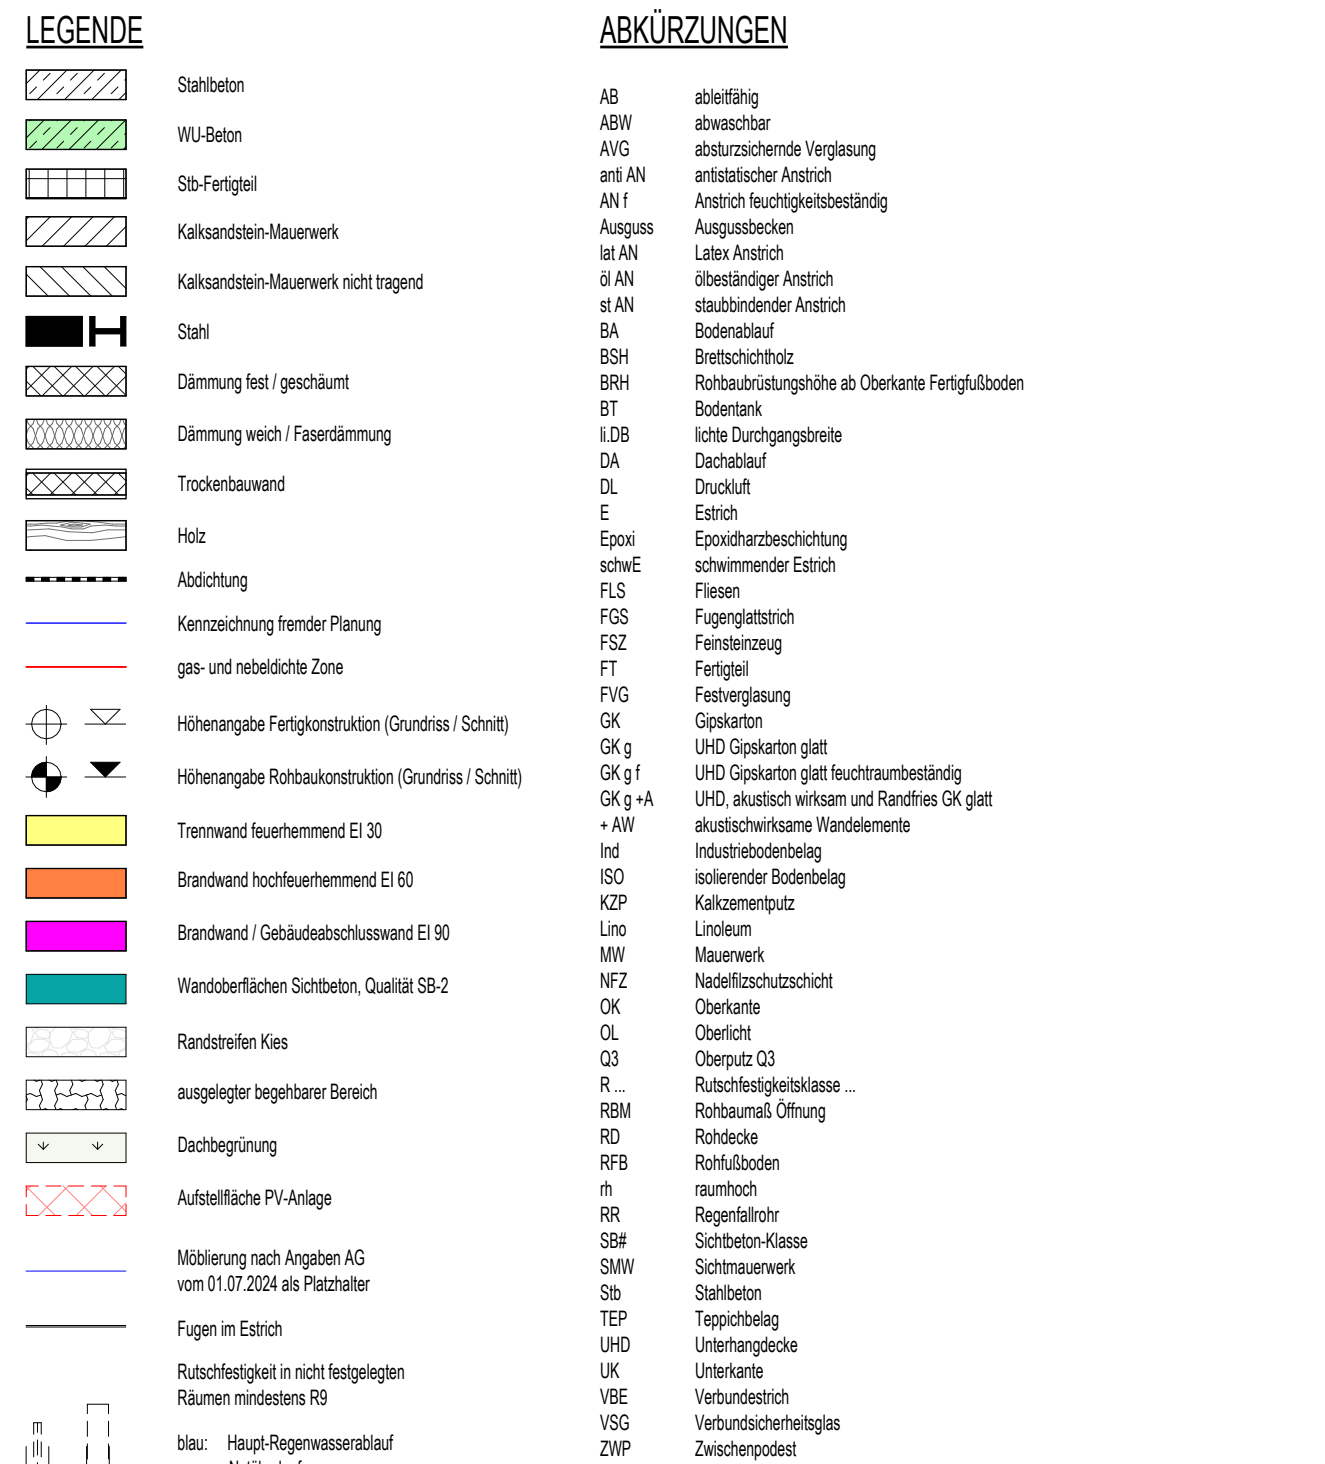 LEGENDE
Stahlbeton
WU-Beton
Stb-Fertigteil
Kalksandstein-Mauerwerk
Kalksandstein-Mauerwerk nicht tragend
Stahl
Dämmung fest / geschäumt
Dämmung weich / Faserdämmung
Trockenbauwand
Holz
Abdichtung
Kennzeichnung fremder Planung
gas- und nebeldichte Zone
Höhenangabe Fertigkonstruktion (Grundriss / Schnitt)
Höhenangabe Rohbaukonstruktion (Grundriss / Schnitt)
Trennwand feuerhemmend EI 30
Brandwand hochfeuerhemmend EI 60
Brandwand / Gebäudeabschlusswand EI 90
Wandoberflächen Sichtbeton, Qualität SB-2
Randstreifen Kies
ausgelegter begehbarer Bereich
Dachbegrünung
Aufstellfläche PV-Anlage
Möblierung nach Angaben AG
vom 01.07.2024 als Platzhalter
Fugen im Estrich
Rutschfestigkeit in nicht festgelegten
Räumen mindestens R9
blau: Haupt-Regenwasserablauf
ABKÜRZUNGEN
AB ableitfähig
ABW abwaschbar
AVG absturzsichernde Verglasung
anti AN antistatischer Anstrich
AN f Anstrich feuchtigkeitsbeständig
Ausguss Ausgussbecken
lat AN Latex Anstrich
öl AN ölbeständiger Anstrich
st AN staubbindender Anstrich
BA Bodenablauf
BSH Brettschichtholz
BRH Rohbaubrüstungshöhe ab Oberkante Fertigfußboden
BT Bodentank
li.DB lichte Durchgangsbreite
DA Dachablauf
DL Druckluft
E Estrich
Epoxi Epoxidharzbeschichtung
schwE schwimmender Estrich
FLS Fliesen
FGS Fugenglattstrich
FSZ Feinsteinzeug
FT Fertigteil
FVG Festverglasung
GK Gipskarton
GK g UHD Gipskarton glatt
GK g f UHD Gipskarton glatt feuchtraumbeständig
GK g +A UHD, akustisch wirksam und Randfries GK glatt
+ AW akustischwirksame Wandelemente
Ind Industriebodenbelag
ISO isolierender Bodenbelag
KZP Kalkzementputz
Lino Linoleum
MW Mauerwerk
NFZ Nadelfilzschutzschicht
OK Oberkante
OL Oberlicht
Q3 Oberputz Q3
R ... Rutschfestigkeitsklasse ...
RBM Rohbaumaß Öffnung
RD Rohdecke
RFB Rohfußboden
rh raumhoch
RR Regenfallrohr
SB# Sichtbeton-Klasse
SMW Sichtmauerwerk
Stb Stahlbeton
TEP Teppichbelag
UHD Unterhangdecke
UK Unterkante
VBE Verbundestrich
VSG Verbundsicherheitsglas
ZWP Zwischenpodest